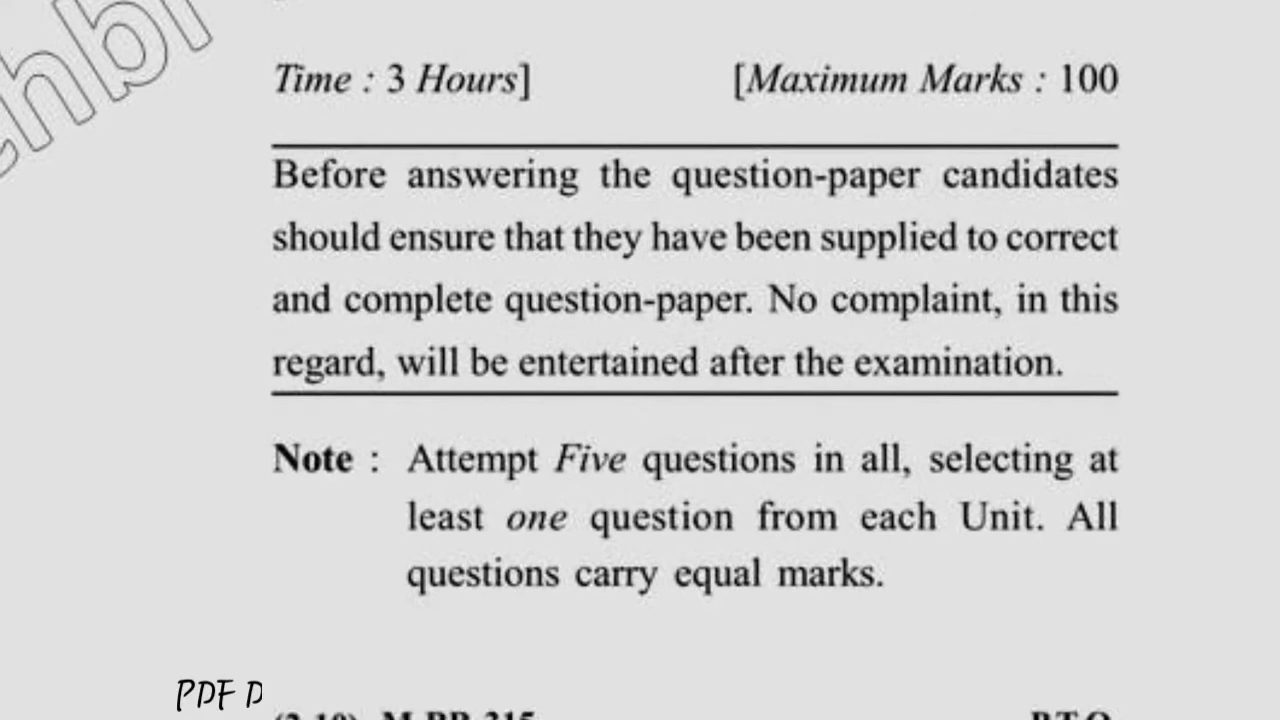 Time : 3 Hours] [Maximum Marks : 100
Before answering the question-paper candidates
should ensure that they have been supplied to correct
and complete question-paper. No complaint, in this
regard, will be entertained after the examination.
Note : Attempt Five questions in all, selecting at
least one question from each Unit. All
questions carry equal marks.
PDF D